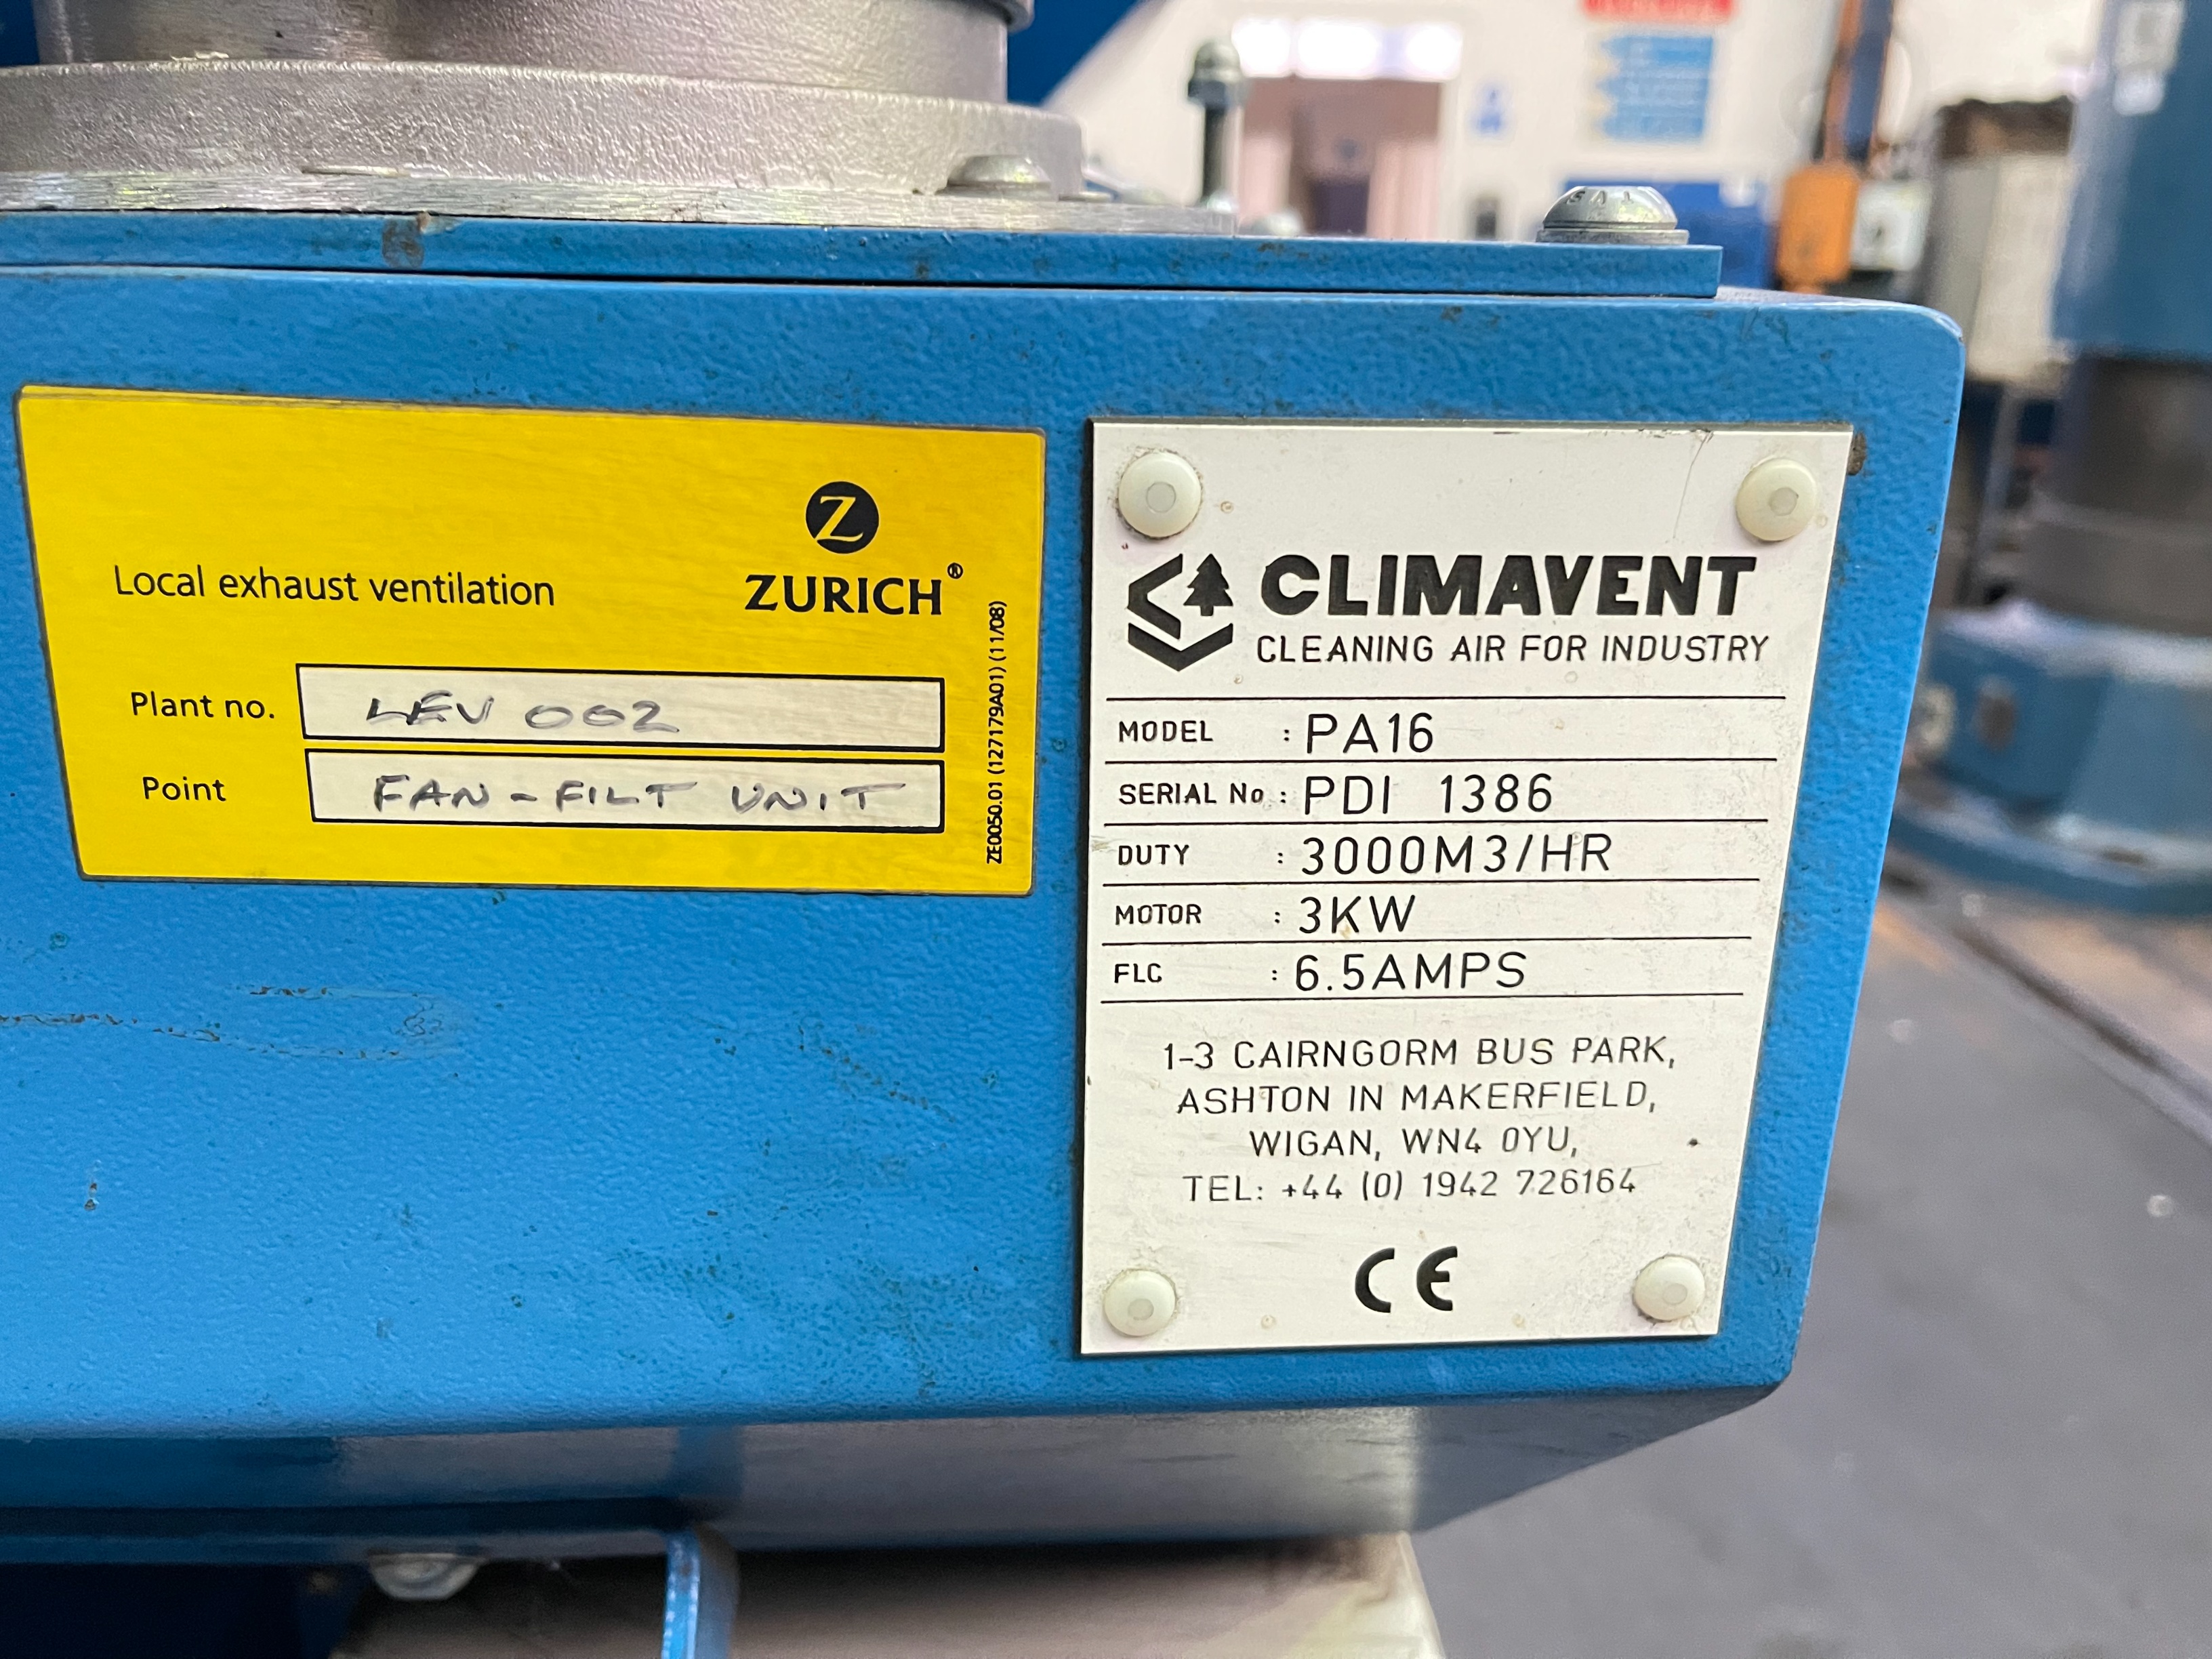 Local exhaust ventilation
Z
ZURICH®
Plant no. LEV 002
Point FAN - FILT UNIT
ZE0050.01 (127179A01) (11/08)
CLIMAVENT
CLEANING AIR FOR INDUSTRY
MODEL : PA16
SERIAL No : PDI 1386
DUTY : 3000M3/HR
MOTOR : 3KW
FLC : 6.5AMPS
1-3 CAIRNGORM BUS PARK,
ASHTON IN MAKERFIELD,
WIGAN, WN4 0YU,
TEL: +44 (0) 1942 726164
CE